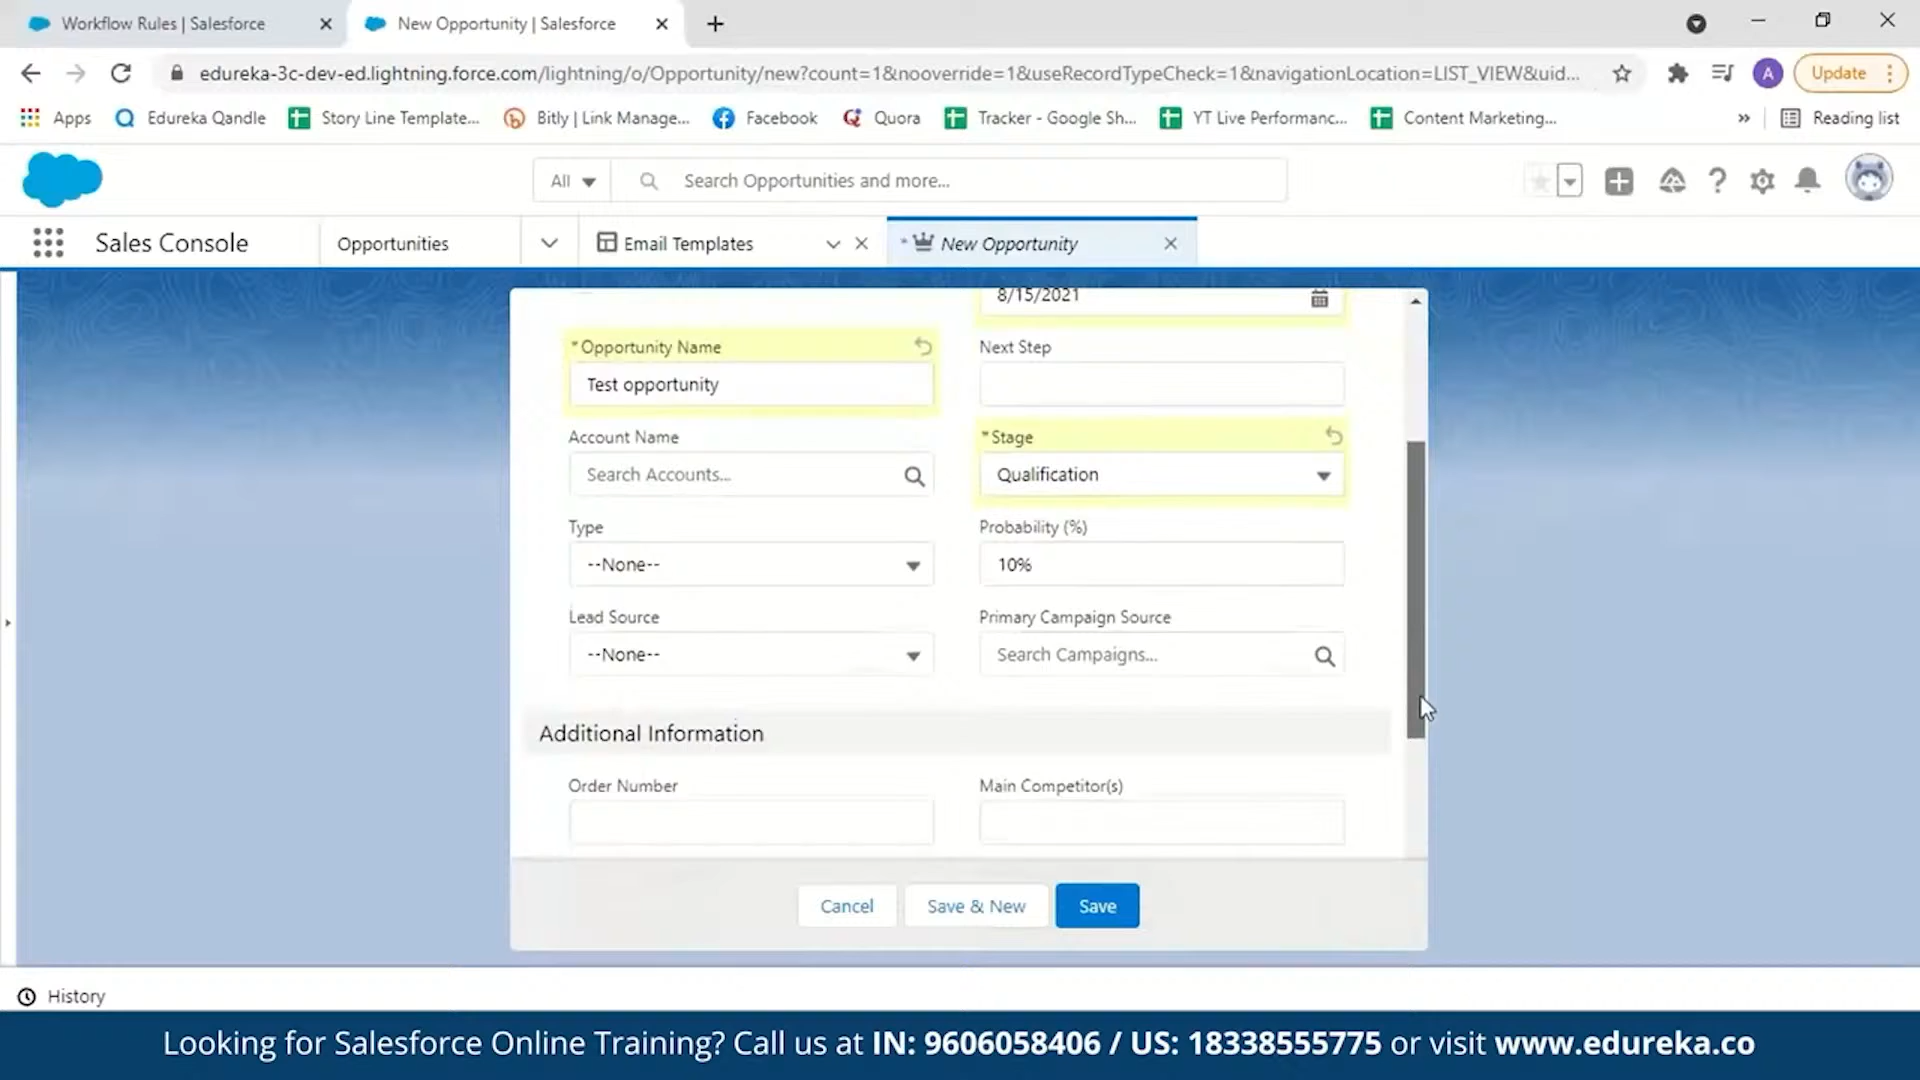 Workflow Rules | Salesforce
New Opportunity | Salesforce
edureka-3c-dev-ed.lightning.force.com/lightning/o/Opportunity/new?count=1&nooverride=1&useRecordTypeCheck=1&navigationLocation=LIST_VIEW&uid...
A
Update
Apps
Edureka Qandle
Story Line Template...
Bitly | Link Manage...
Facebook
Quora
Tracker - Google Sh...
YT Live Performanc...
Content Marketing...
»
Reading list
All
Search Opportunities and more...
Sales Console
Opportunities
Email Templates
* New Opportunity
8/15/2021
*Opportunity Name
Test opportunity
Next Step
Account Name
Search Accounts...
*Stage
Qualification
Type
--None--
Probability (%)
10%
Lead Source
--None--
Primary Campaign Source
Search Campaigns...
Additional Information
Order Number
Main Competitor(s)
Cancel
Save & New
Save
History
Looking for Salesforce Online Training? Call us at IN: 9606058406 / US: 18338555775 or visit www.edureka.co